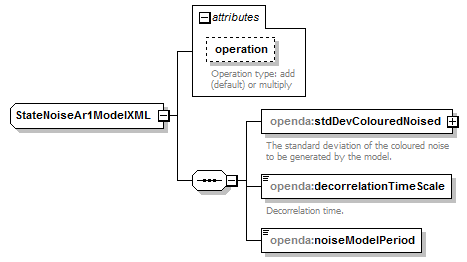 attributes
operation
Operation type: add
(default) or multiply
StateNoiseAr1ModelXML
openda:stdDevColouredNoised
The standard deviation of the coloured noise
to be generated by the model.
openda:decorrelationTimeScale
Decorrelation time.
openda:noiseModelPeriod